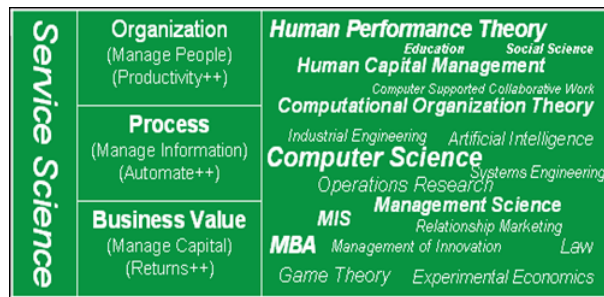 Service Science
Organization
(Manage People)
(Productivity++)
Process
(Manage Information)
(Automate++)
Business Value
(Manage Capital)
(Returns++)
Human Performance Theory
Education Social Science
Human Capital Management
Computer Supported Collaborative Work
Computational Organization Theory
Industrial Engineering Artificial Intelligence
Computer Science
Systems Engineering
Operations Research
Management Science
MIS
Relationship Marketing
MBA Management of Innovation Law
Game Theory Experimental Economics